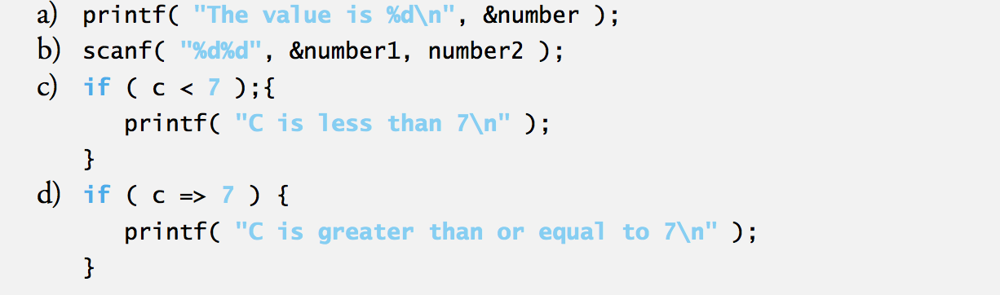 a) printf( "The value is %d\n", &number );
b) scanf( "%d%d", &number1, number2 );
c) if ( c < 7 );{
printf( "C is less than 7\n" );
}
d) if ( c => 7 ) {
printf( "C is greater than or equal to 7\n" );
}